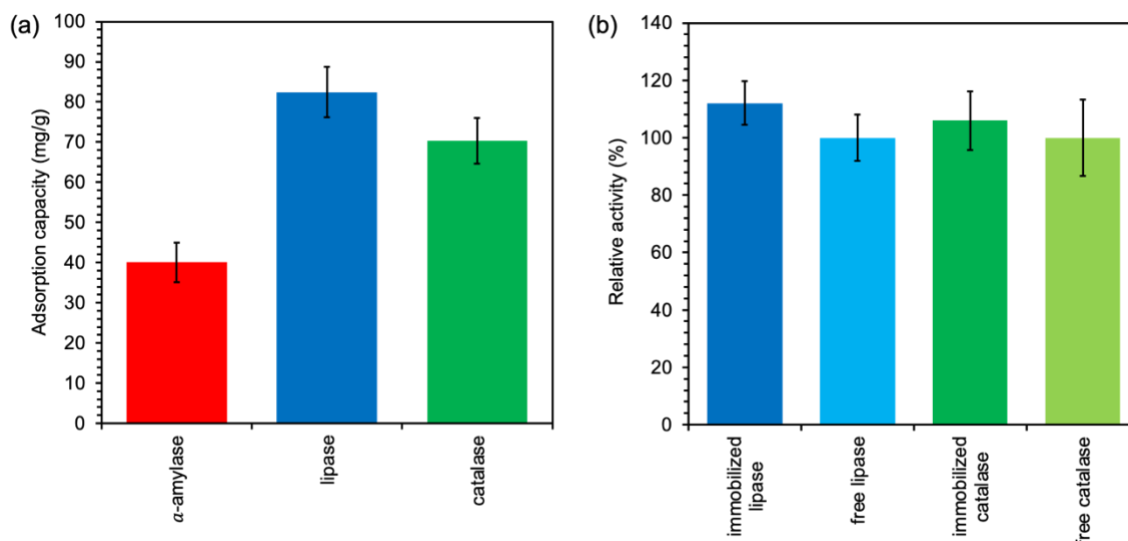 (a)
Adsorption capacity (mg/g)
100
90
80
70
60
50
40
30
20
10
0
α-amylase
lipase
catalase
(b)
Relative activity (%)
140
120
100
80
60
40
20
0
immobilized
lipase
free lipase
immobilized
catalase
free catalase